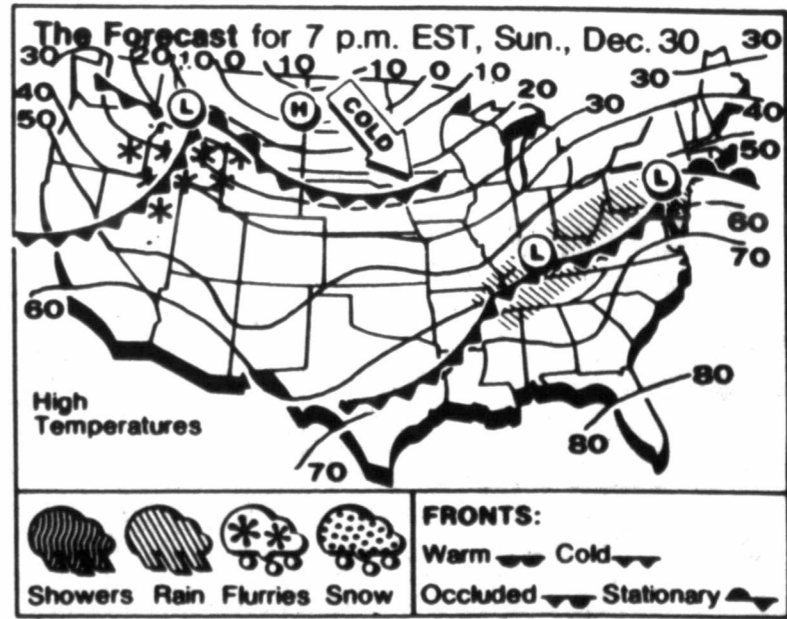 The Forecast for 7 p.m. EST, Sun., Dec. 30
30 20 10 0 10 10 0 10 30
40 20 30 30 40
50 50
L H COLD
L 60
L 70
60
High
Temperatures
80
70 80
Showers Rain Flurries Snow
FRONTS:
Warm Cold
Occluded Stationary